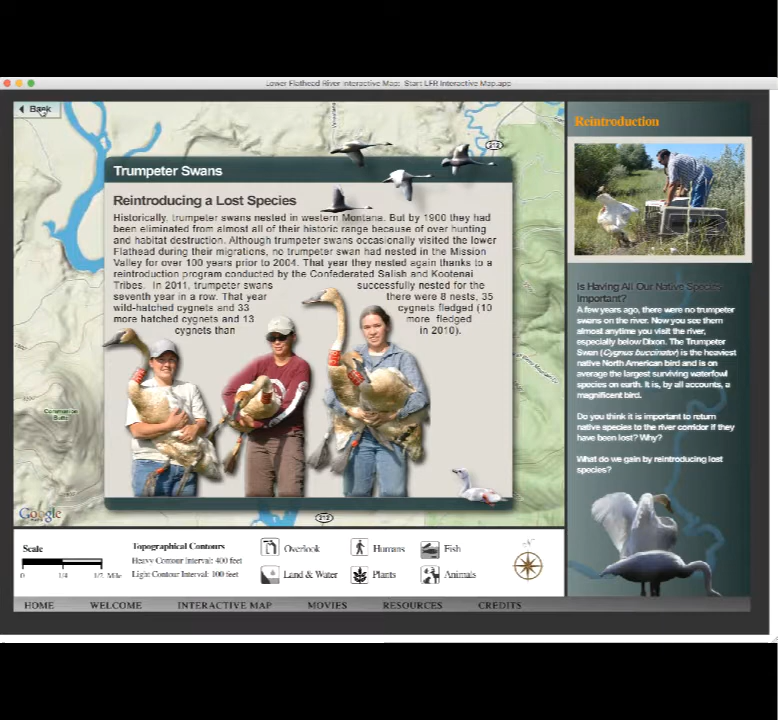 Lower Flathead River Interactive Map: Start LFR Interactive Map.app
Back
Reintroduction
212
Trumpeter Swans
Reintroducing a Lost Species
Historically, trumpeter swans nested in western Montana. But by 1900 they had
been eliminated from almost all of their historic range because of over hunting
and habitat destruction. Although trumpeter swans occasionally visited the lower
Flathead during their migrations, no trumpeter swan had nested in the Mission
Valley for over 100 years prior to 2004. That year they nested again thanks to a
reintroduction program conducted by the Confederated Salish and Kootenai
Tribes. In 2011, trumpeter swans successfully nested for the
seventh year in a row. That year there were 8 nests, 35
wild-hatched cygnets and 33 cygnets fledged (10
more hatched cygnets and 13 more fledged
cygnets than in 2010).
Is Having All Our Native Species
Important?
A few years ago, there were no trumpeter
swans on the river. Now you see them
almost anytime you visit the river,
especially below Dixon. The Trumpeter
Swan (Cygnus buccinator) is the heaviest
native North American bird and is on
average the largest surviving waterfowl
species on earth. It is, by all accounts, a
magnificent bird.
Do you think it is important to return
native species to the river corridor if they
have been lost? Why?
What do we gain by reintroducing lost
species?
Google
212
Scale
0 1/4 1/2 Mile
Topographical Contours
Heavy Contour Interval: 400 feet
Light Contour Interval: 100 feet
Overlook
Humans
Fish
Land & Water
Plants
Animals
N
HOME WELCOME INTERACTIVE MAP MOVIES RESOURCES CREDITS